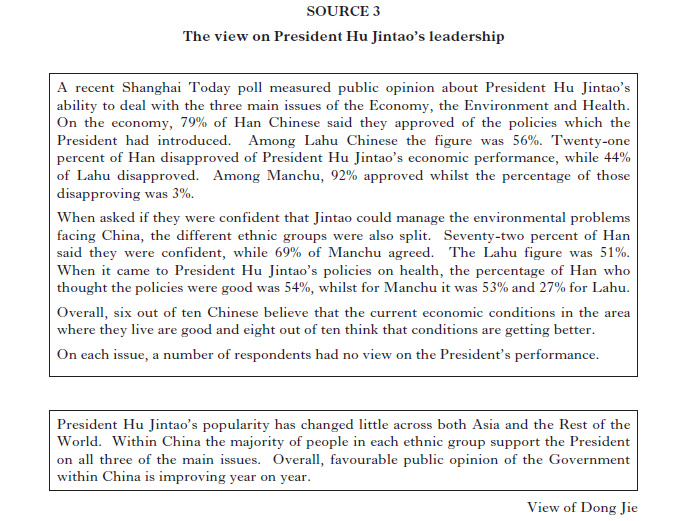 SOURCE 3
The view on President Hu Jintao's leadership
A recent Shanghai Today poll measured public opinion about President Hu Jintao's
ability to deal with the three main issues of the Economy, the Environment and Health.
On the economy, 79% of Han Chinese said they approved of the policies which the
President had introduced. Among Lahu Chinese the figure was 56%. Twenty-one
percent of Han disapproved of President Hu Jintao's economic performance, while 44%
of Lahu disapproved. Among Manchu, 92% approved whilst the percentage of those
disapproving was 3%.
When asked if they were confident that Jintao could manage the environmental problems
facing China, the different ethnic groups were also split. Seventy-two percent of Han
said they were confident, while 69% of Manchu agreed. The Lahu figure was 51%.
When it came to President Hu Jintao's policies on health, the percentage of Han who
thought the policies were good was 54%, whilst for Manchu it was 53% and 27% for Lahu.
Overall, six out of ten Chinese believe that the current economic conditions in the area
where they live are good and eight out of ten think that conditions are getting better.
On each issue, a number of respondents had no view on the President's performance.
President Hu Jintao's popularity has changed little across both Asia and the Rest of the
World. Within China the majority of people in each ethnic group support the President
on all three of the main issues. Overall, favourable public opinion of the Government
within China is improving year on year.
View of Dong Jie